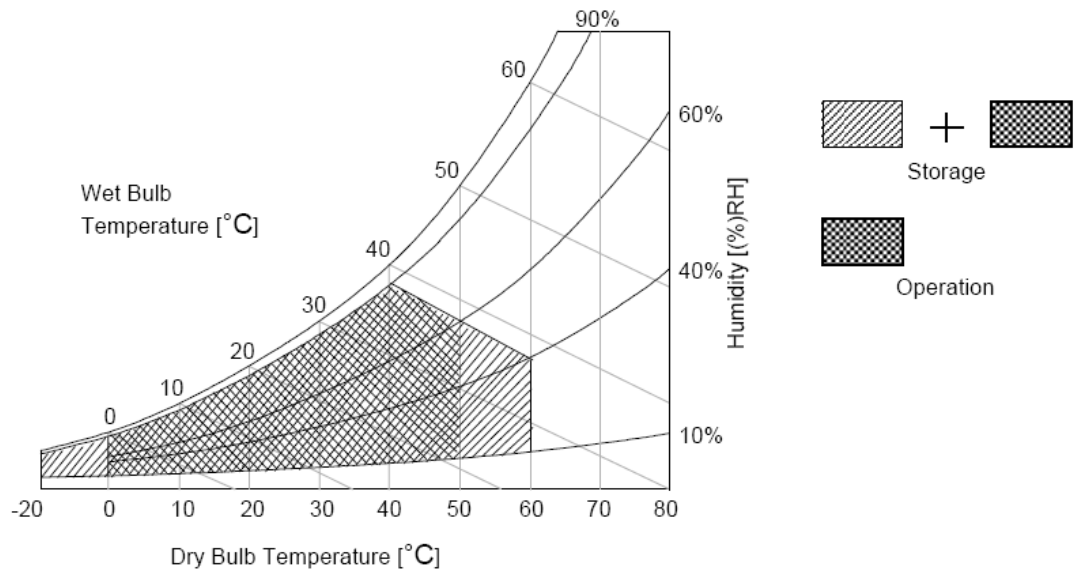 90%
60
60%
50
Wet Bulb
Temperature [°C]
Storage
40
40%
Humidity [(%)RH]
Operation
30
20
10
0
10%
-20 0 10 20 30 40 50 60 70 80
Dry Bulb Temperature [°C]